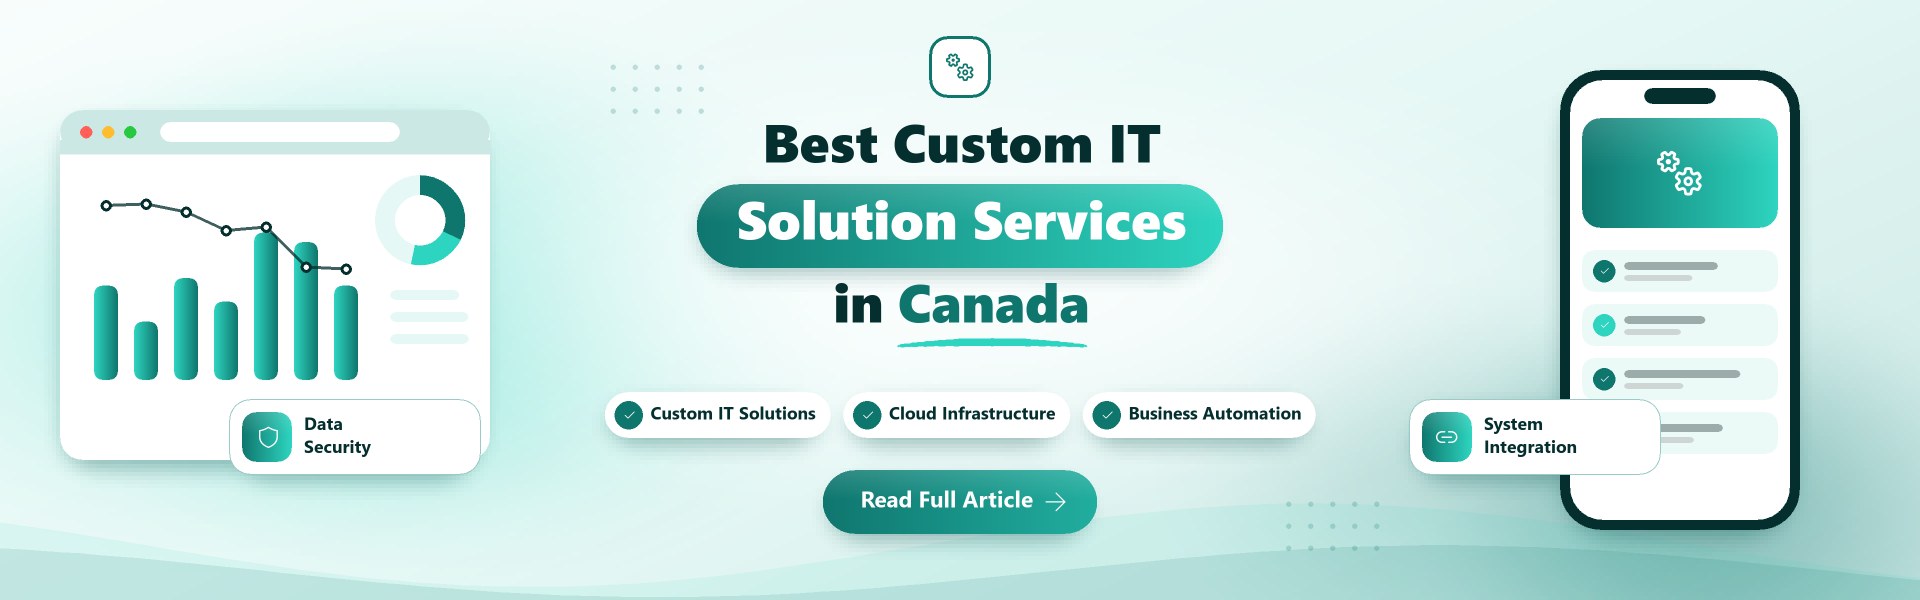 Best Custom IT
Solution Services
in Canada
Custom IT Solutions
Cloud Infrastructure
Business Automation
Read Full Article
Data
Security
System
Integration